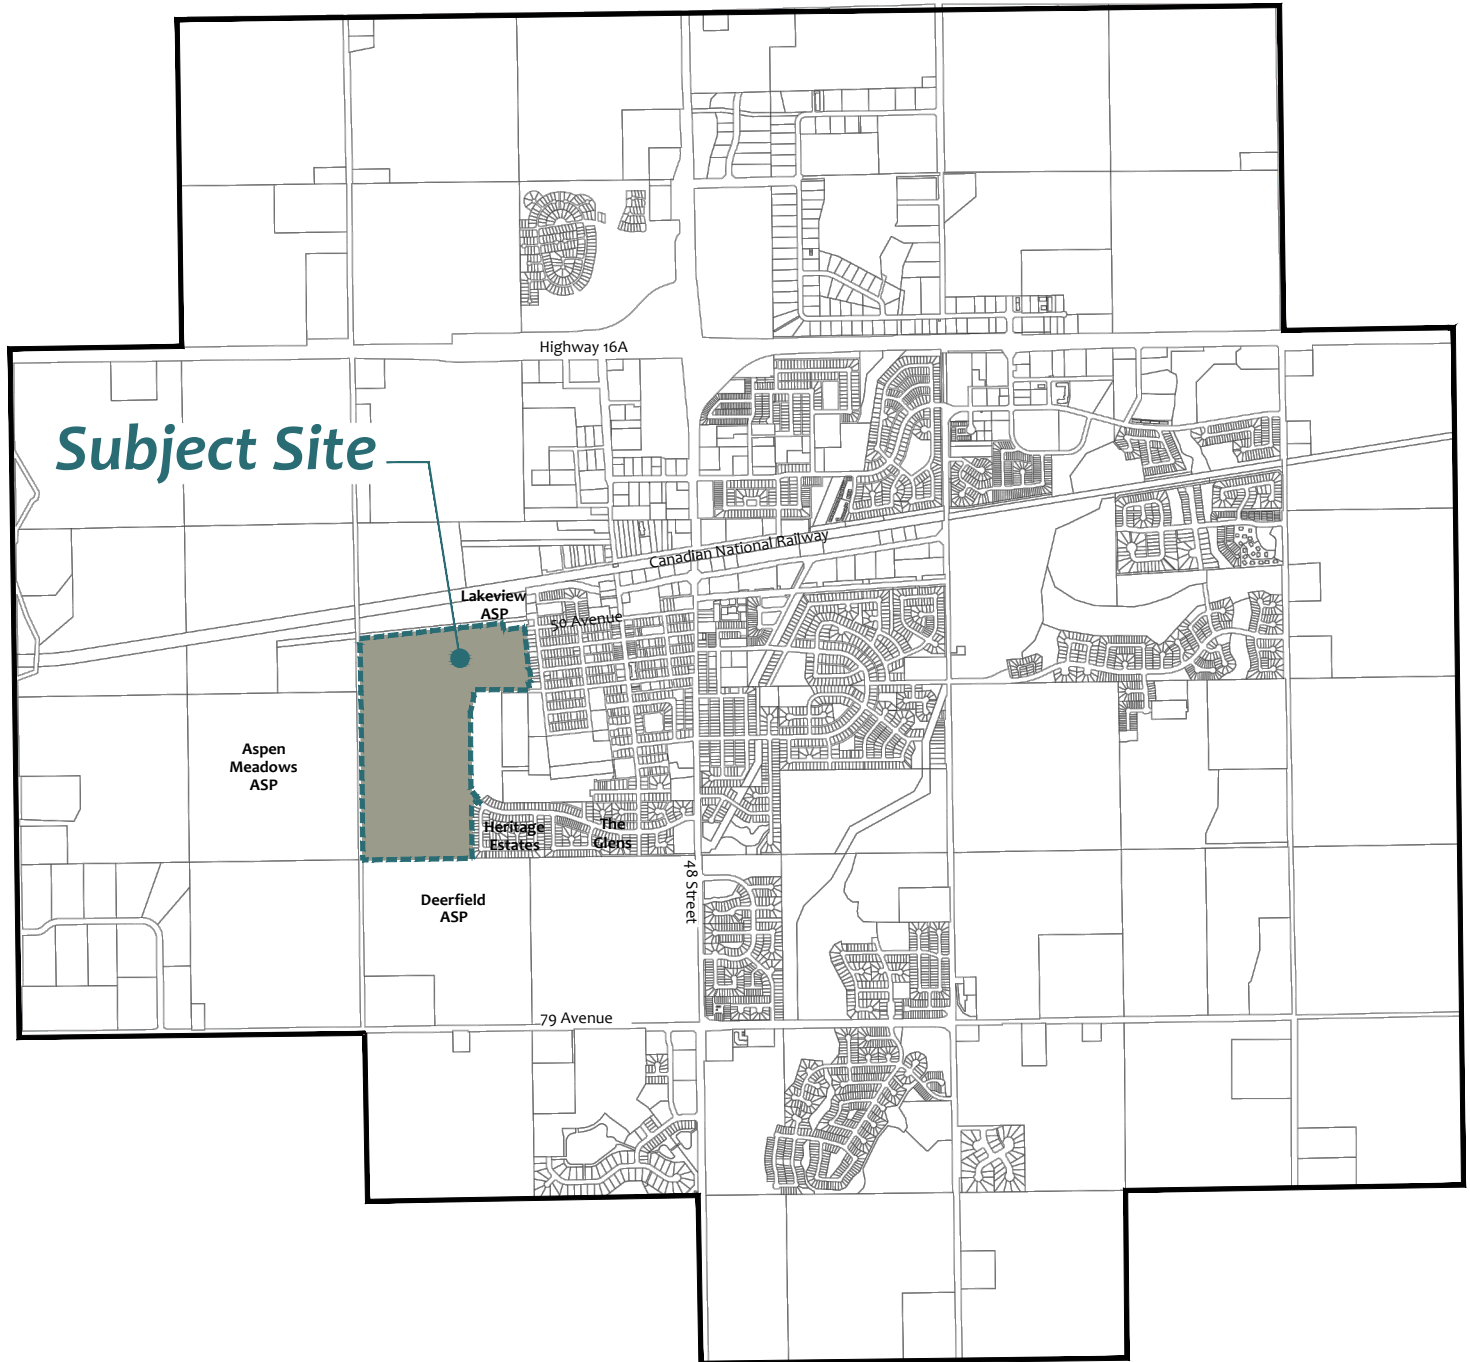 Highway 16A
Subject Site
Canadian National Railway
Lakeview
ASP
50 Avenue
Aspen
Meadows
ASP
Heritage
Estates
The
Glens
48 Street
Deerfield
ASP
79 Avenue